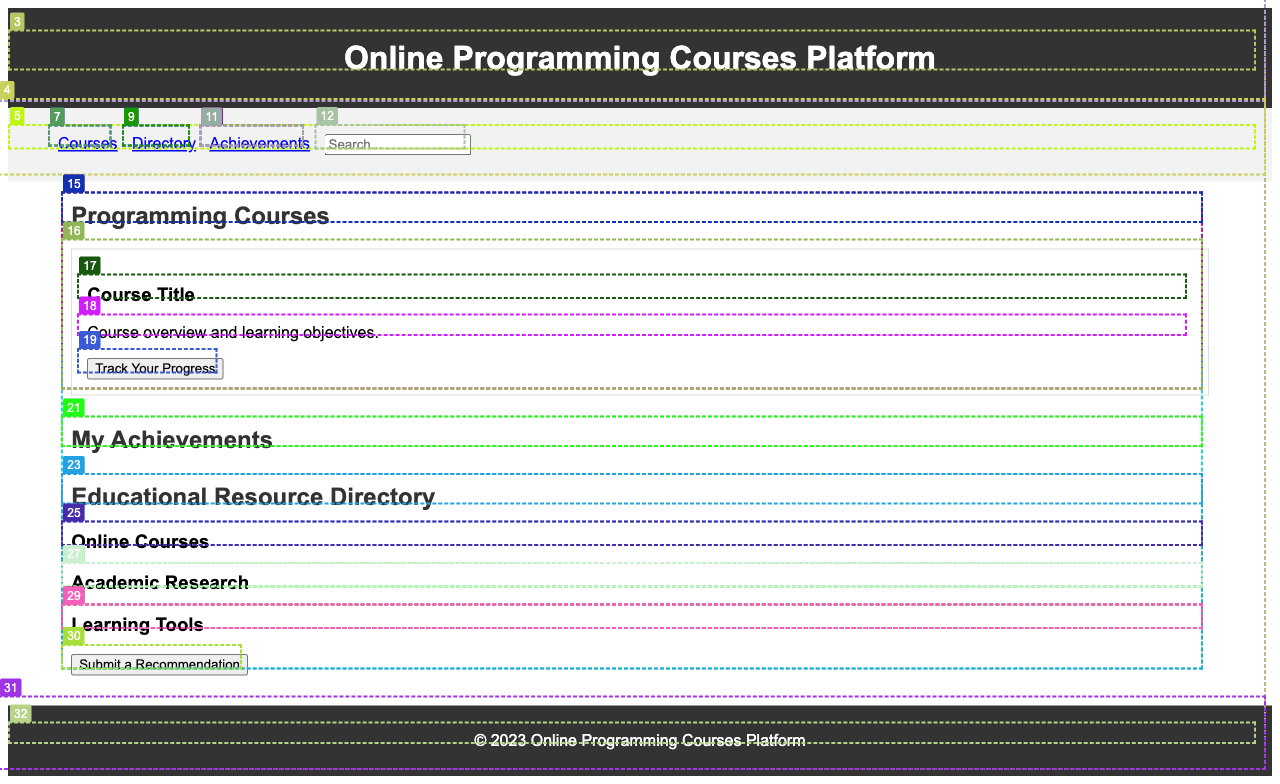 3
Online Programming Courses Platform
4
5 7 9 11 12
Courses Directory Achievements Search
15
Programming Courses
16
17
Course Title
18
Course overview and learning objectives.
19
Track Your Progress
21
My Achievements
23
Educational Resource Directory
25
Online Courses
27
Academic Research
29
Learning Tools
30
Submit a Recommendation
31
32
© 2023 Online Programming Courses Platform